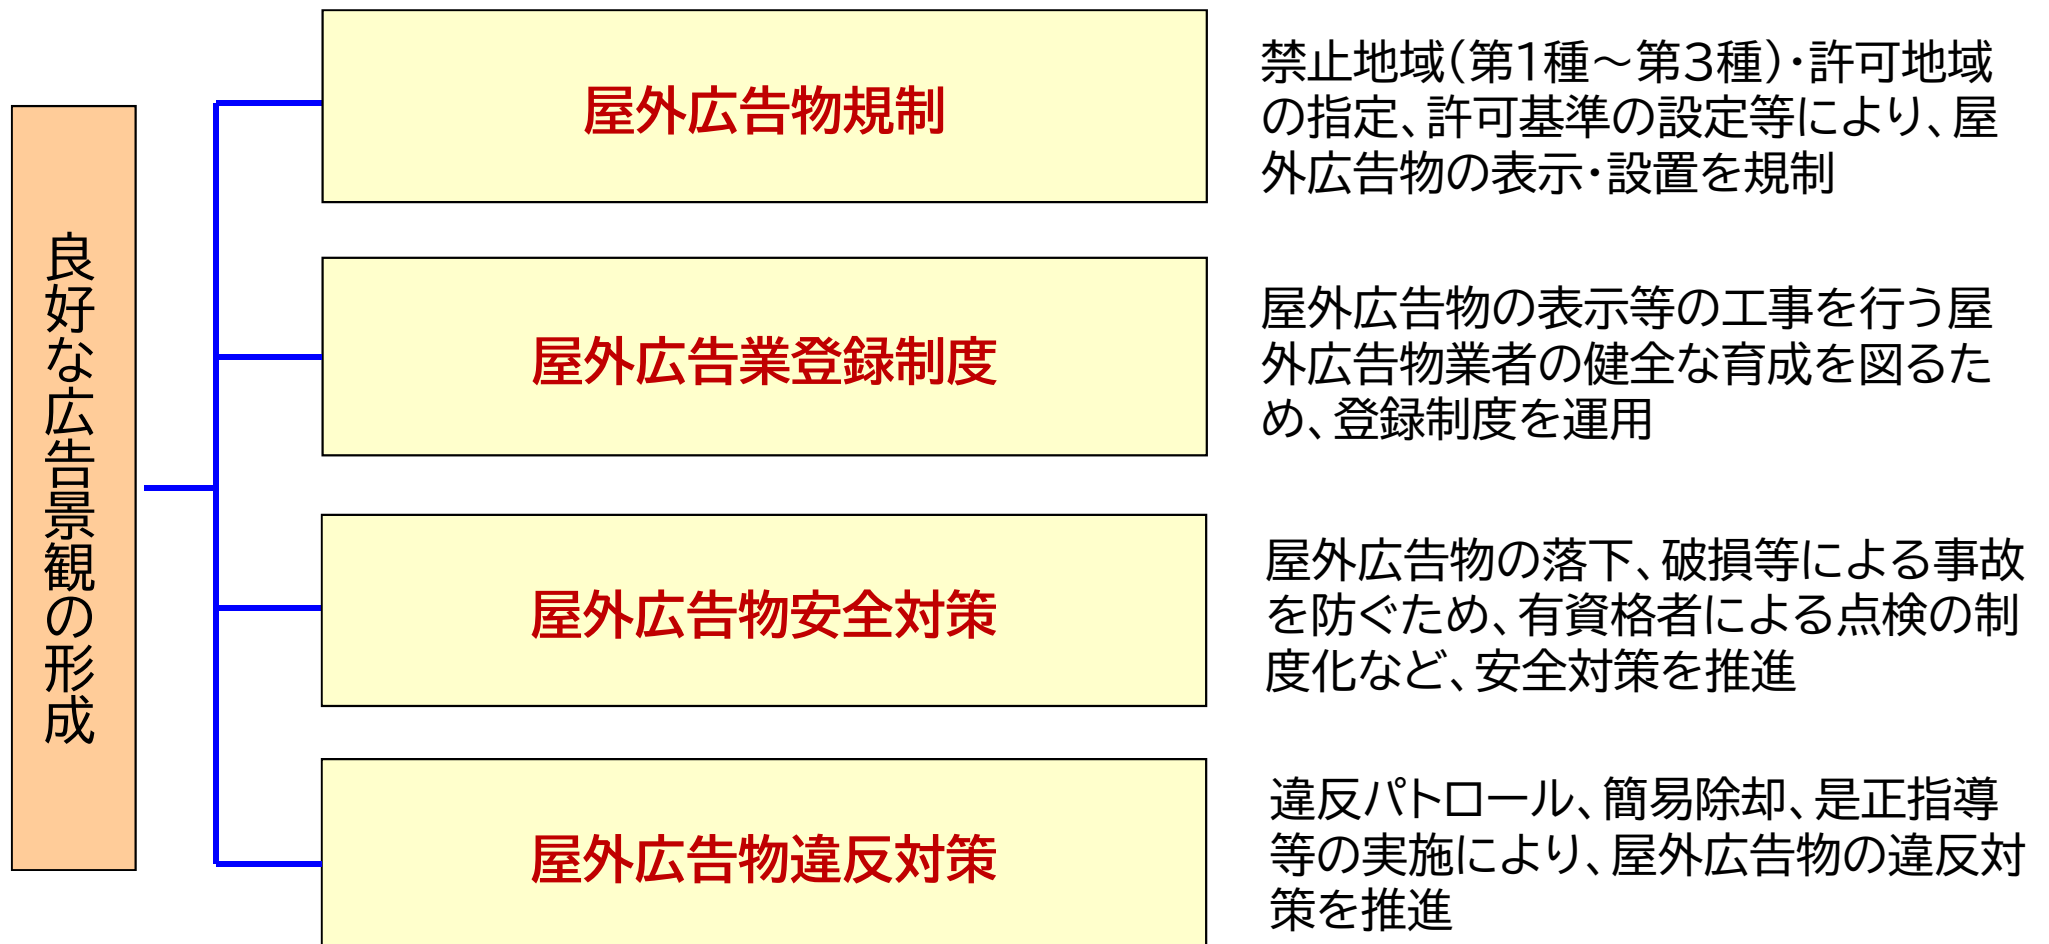 良好な広告景観の形成
屋外広告物規制
禁止地域(第1種～第3種)・許可地域
の指定、許可基準の設定等により、屋
外広告物の表示・設置を規制
屋外広告業登録制度
屋外広告物の表示等の工事を行う屋
外広告物業者の健全な育成を図るた
め、登録制度を運用
屋外広告物安全対策
屋外広告物の落下、破損等による事故
を防ぐため、有資格者による点検の制
度化など、安全対策を推進
屋外広告物違反対策
違反パトロール、簡易除却、是正指導
等の実施により、屋外広告物の違反対
策を推進